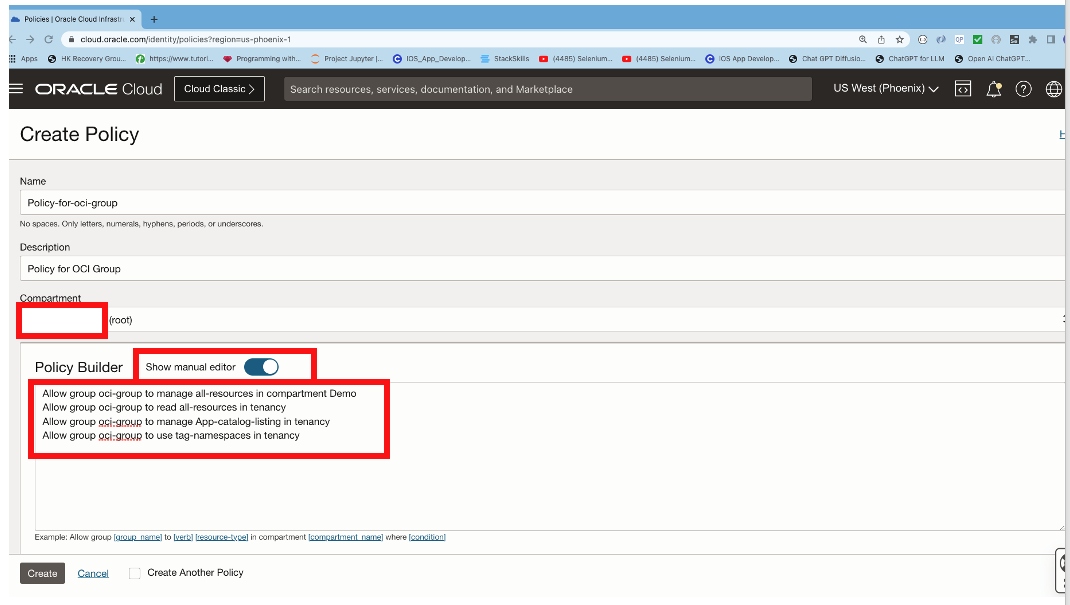 Policies | Oracle Cloud Infrastru
cloud.oracle.com/identity/policies?region=us-phoenix-1
Apps HK Recovery Grou... https://www.tutori... Programming with... Project Jupyter |... IOS_App_Develop... StackSkills (4485) Selenium... (4485) Selenium... IOS App Develop... Chat GPT Diffusio... ChatGPT for LLM Open AI ChatGPT...
ORACLE Cloud Cloud Classic Search resources, services, documentation, and Marketplace US West (Phoenix)
Create Policy
Name
Policy-for-oci-group
No spaces. Only letters, numerals, hyphens, periods, or underscores.
Description
Policy for OCI Group
Compartment
(root)
Policy Builder Show manual editor
Allow group oci-group to manage all-resources in compartment Demo
Allow group oci-group to read all-resources in tenancy
Allow group oci-group to manage App-catalog-listing in tenancy
Allow group oci-group to use tag-namespaces in tenancy
Example: Allow group [group_name] to [verb] [resource-type] in compartment [compartment_name] where [condition]
Create Cancel Create Another Policy